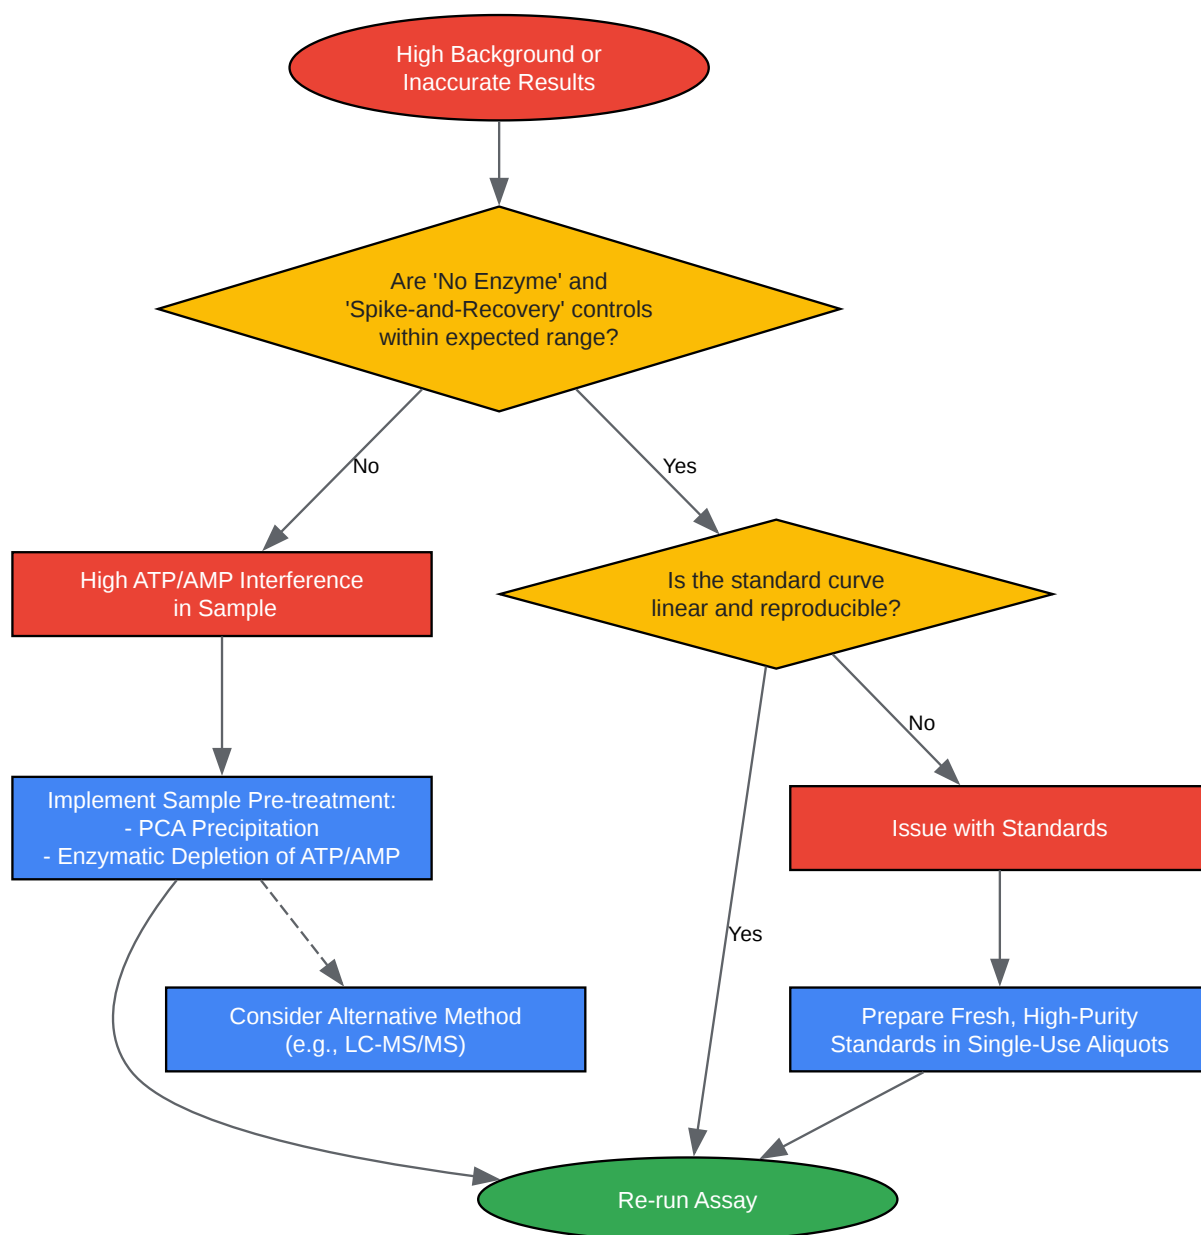 High Background or
Inaccurate Results
Are 'No Enzyme' and
'Spike-and-Recovery' controls
within expected range?
No
Yes
High ATP/AMP Interference
in Sample
Is the standard curve
linear and reproducible?
No
Implement Sample Pre-treatment:
- PCA Precipitation
- Enzymatic Depletion of ATP/AMP
Issue with Standards
Yes
Consider Alternative Method
(e.g., LC-MS/MS)
Prepare Fresh, High-Purity
Standards in Single-Use Aliquots
Re-run Assay